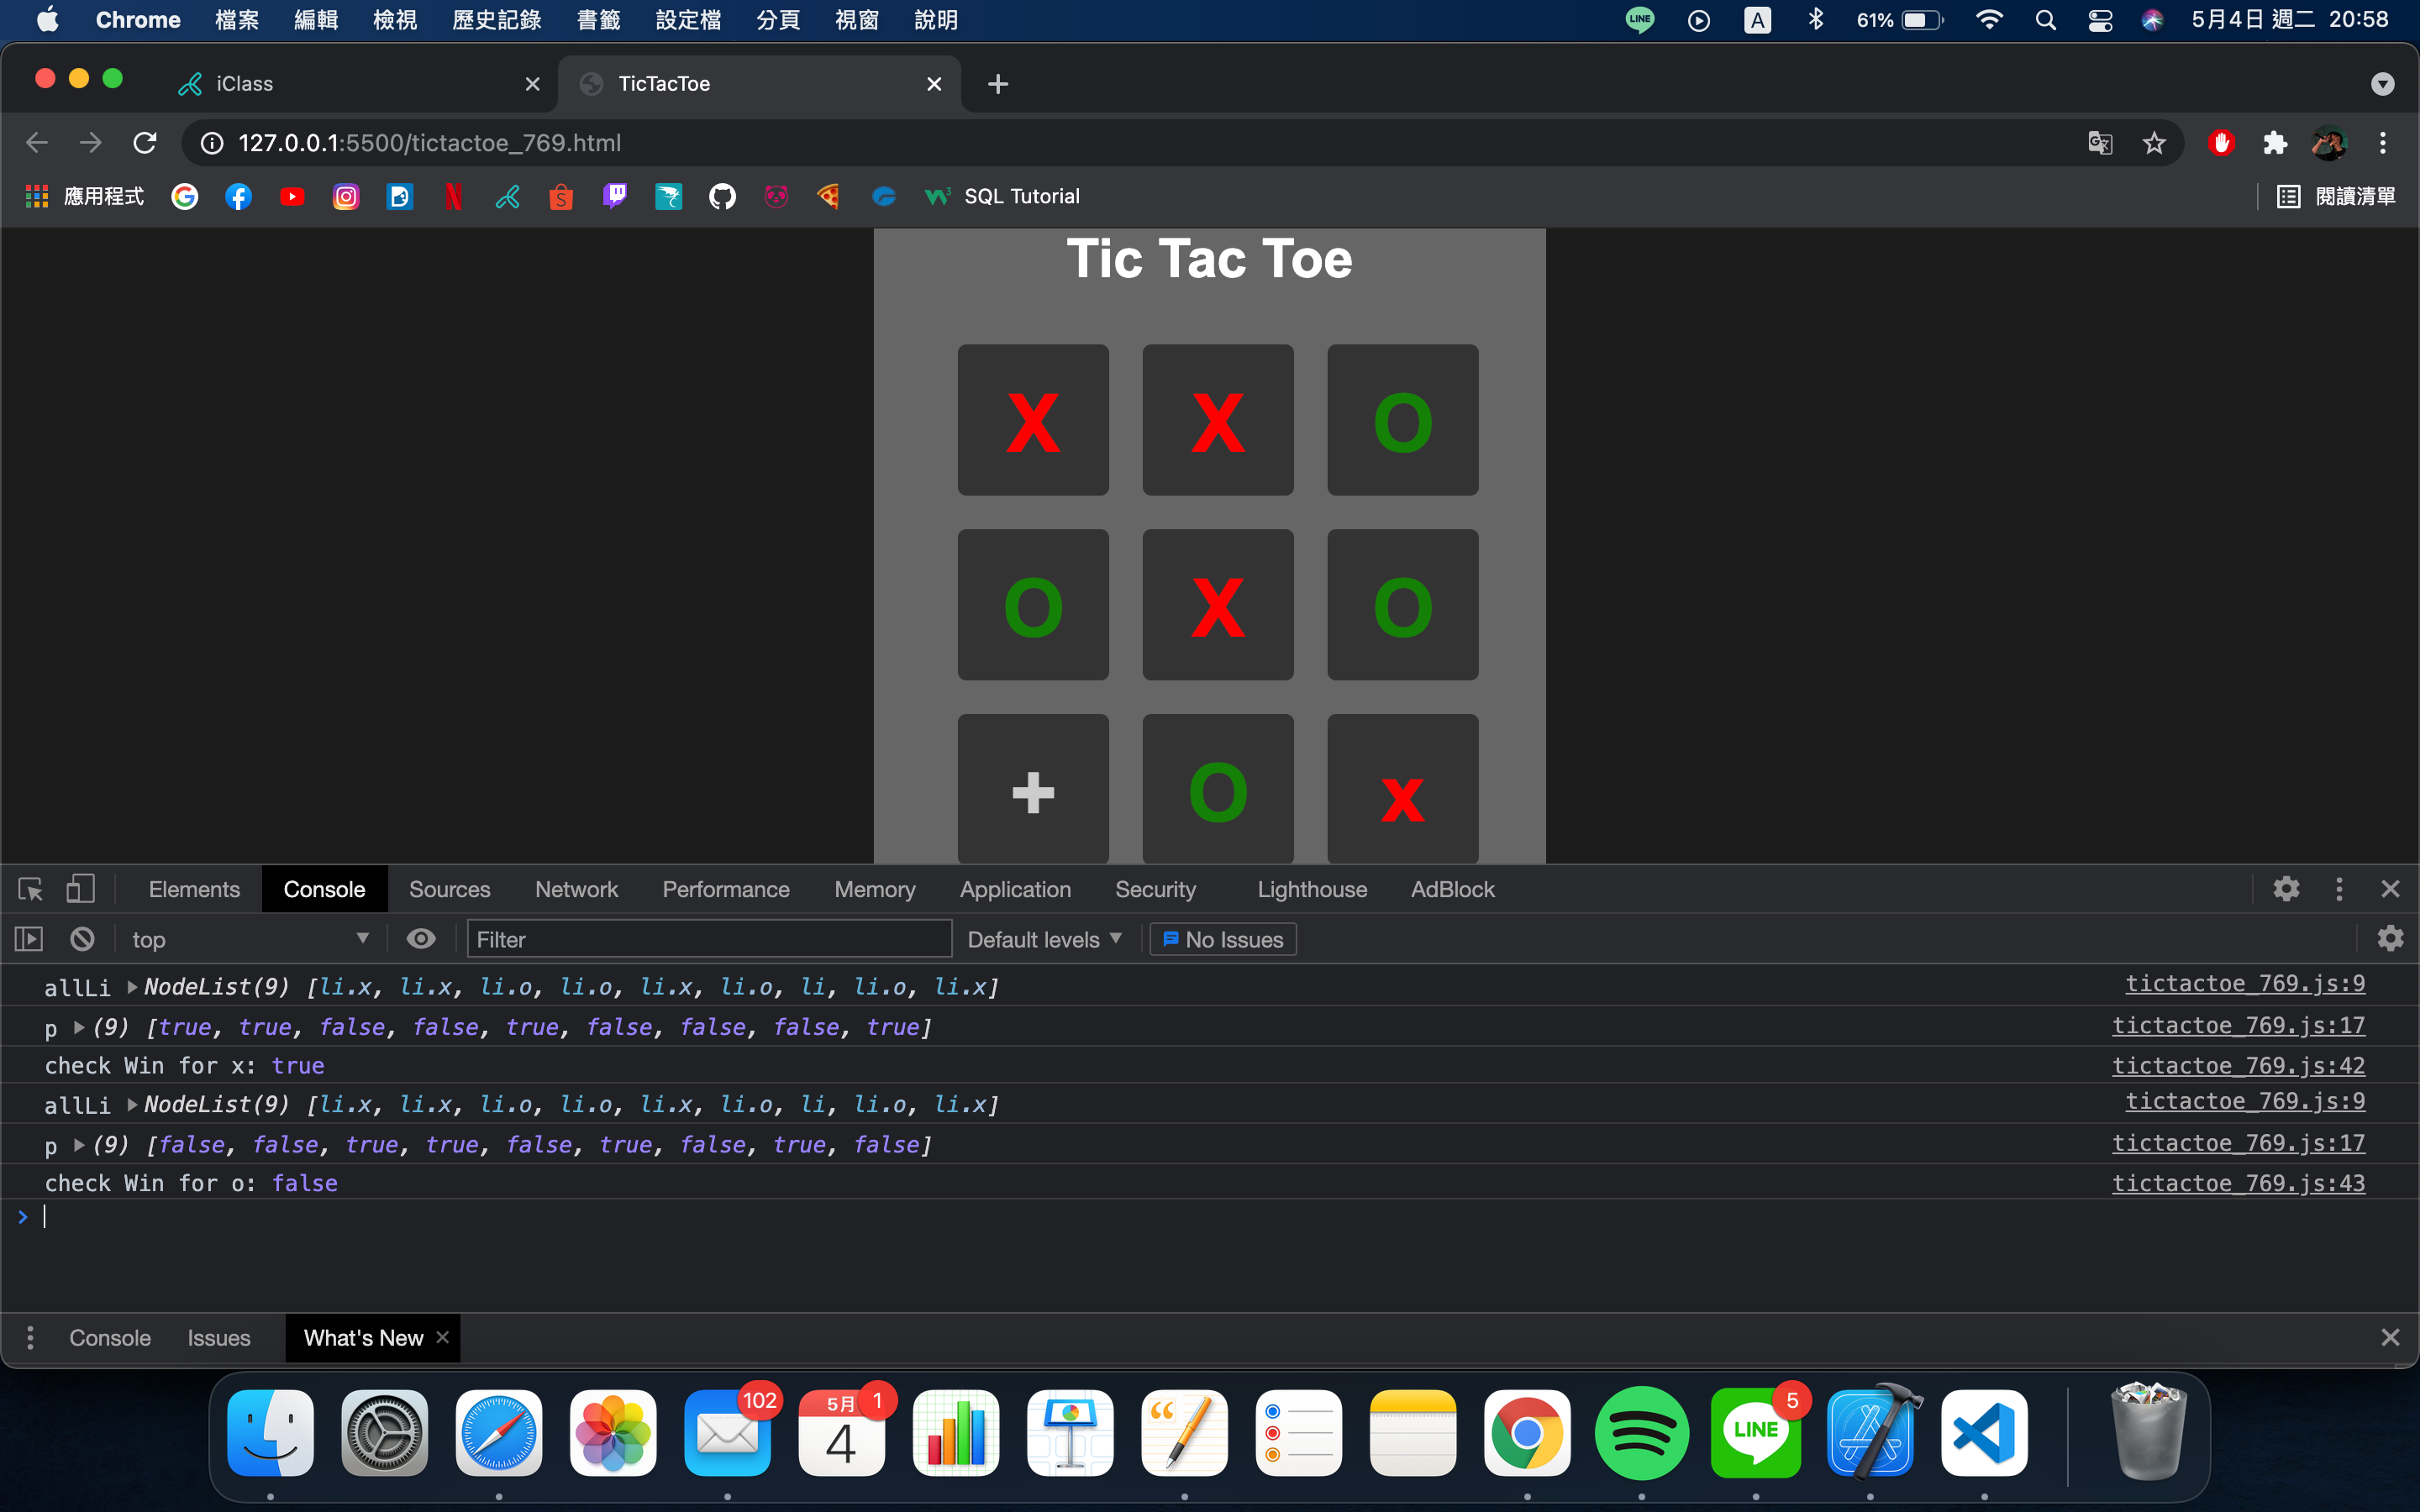 Chrome 檔案 編輯 檢視 歷史記錄 書籤 設定檔 分頁 視窗 說明 LINE A 61% 5月4日 週二 20:58
iClass TicTacToe
127.0.0.1:5500/tictactoe_769.html
應用程式 SQL Tutorial 閱讀清單
Tic Tac Toe
X X O
O X O
+ O x
Elements Console Sources Network Performance Memory Application Security Lighthouse AdBlock
top Filter Default levels No Issues
allLi NodeList(9) [li.x, li.x, li.o, li.o, li.x, li.o, li, li.o, li.x] tictactoe_769.js:9
p (9) [true, true, false, false, true, false, false, false, true] tictactoe_769.js:17
check Win for x: true tictactoe_769.js:42
allLi NodeList(9) [li.x, li.x, li.o, li.o, li.x, li.o, li, li.o, li.x] tictactoe_769.js:9
p (9) [false, false, true, true, false, true, false, true, false] tictactoe_769.js:17
check Win for o: false tictactoe_769.js:43
>
Console Issues What's New
102 5月 4 1 LINE 5